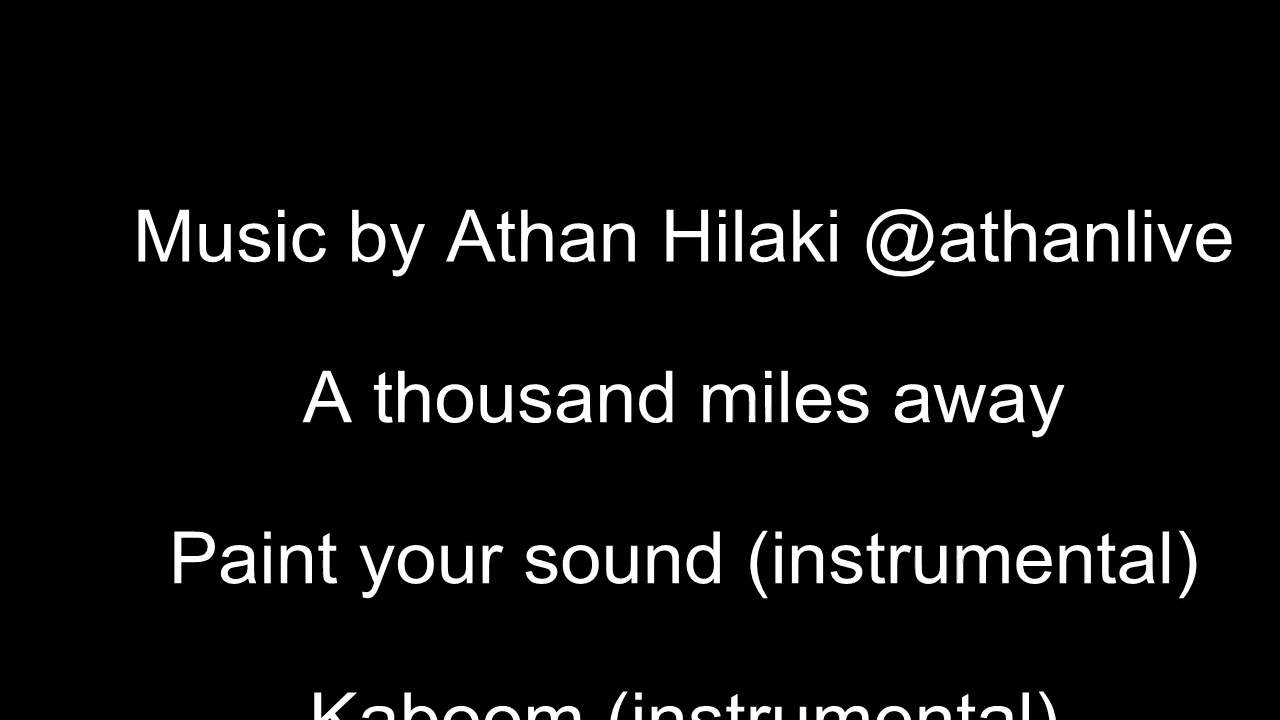 Music by Athan Hilaki @athanlive
A thousand miles away
Paint your sound (instrumental)
Kaboom (instrumental)